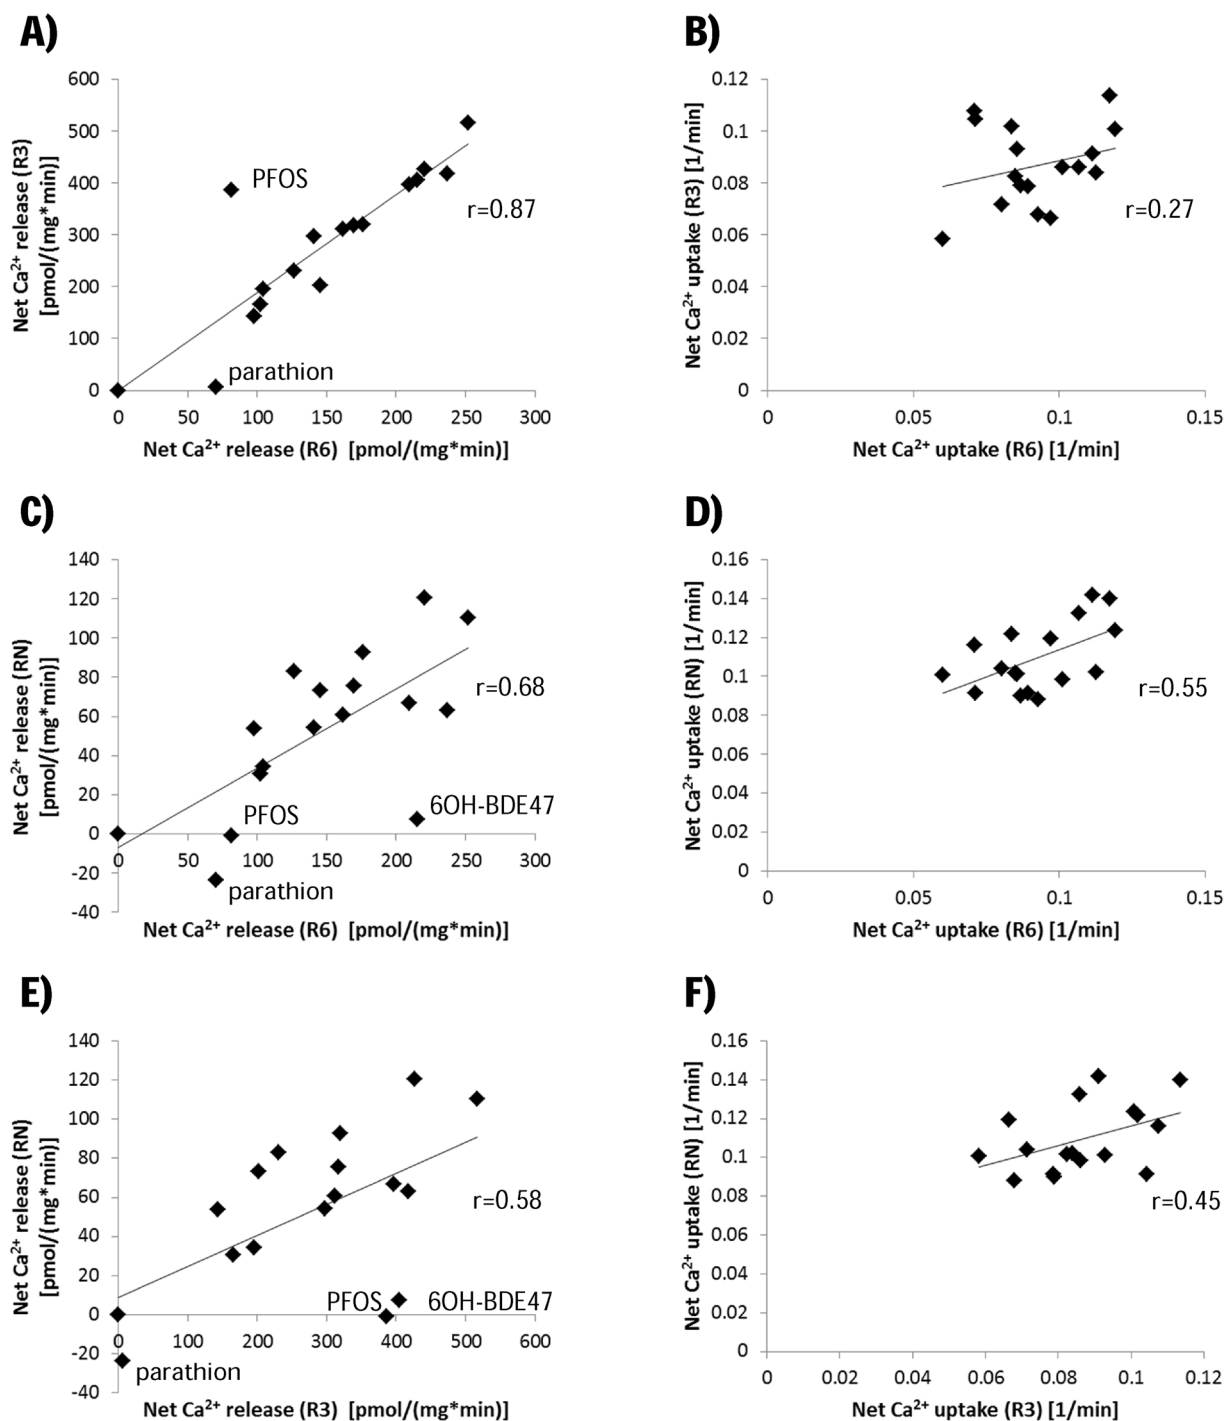 A)
600
500
400
300
200
100
0
0 50 100 150 200 250 300
Net Ca²⁺ release (R3)
[pmol/(mg*min)]
Net Ca²⁺ release (R6) [pmol/(mg*min)]
PFOS
r=0.87
parathion
B)
0.12
0.1
0.08
0.06
0.04
0.02
0
0 0.05 0.1 0.15
Net Ca²⁺ uptake (R3) [1/min]
Net Ca²⁺ uptake (R6) [1/min]
r=0.27
C)
140
120
100
80
60
40
20
0
-20
-40
0 50 100 150 200 250 300
Net Ca²⁺ release (RN)
[pmol/(mg*min)]
Net Ca²⁺ release (R6) [pmol/(mg*min)]
r=0.68
PFOS
6OH-BDE47
parathion
D)
0.16
0.14
0.12
0.1
0.08
0.06
0.04
0.02
0
0 0.05 0.1 0.15
Net Ca²⁺ uptake (RN) [1/min]
Net Ca²⁺ uptake (R6) [1/min]
r=0.55
E)
140
120
100
80
60
40
20
0
-20
-40
0 100 200 300 400 500 600
Net Ca²⁺ release (RN)
[pmol/(mg*min)]
Net Ca²⁺ release (R3) [pmol/(mg*min)]
r=0.58
PFOS
6OH-BDE47
parathion
F)
0.16
0.14
0.12
0.1
0.08
0.06
0.04
0.02
0
0 0.02 0.04 0.06 0.08 0.1 0.12
Net Ca²⁺ uptake (RN) [1/min]
Net Ca²⁺ uptake (R3) [1/min]
r=0.45